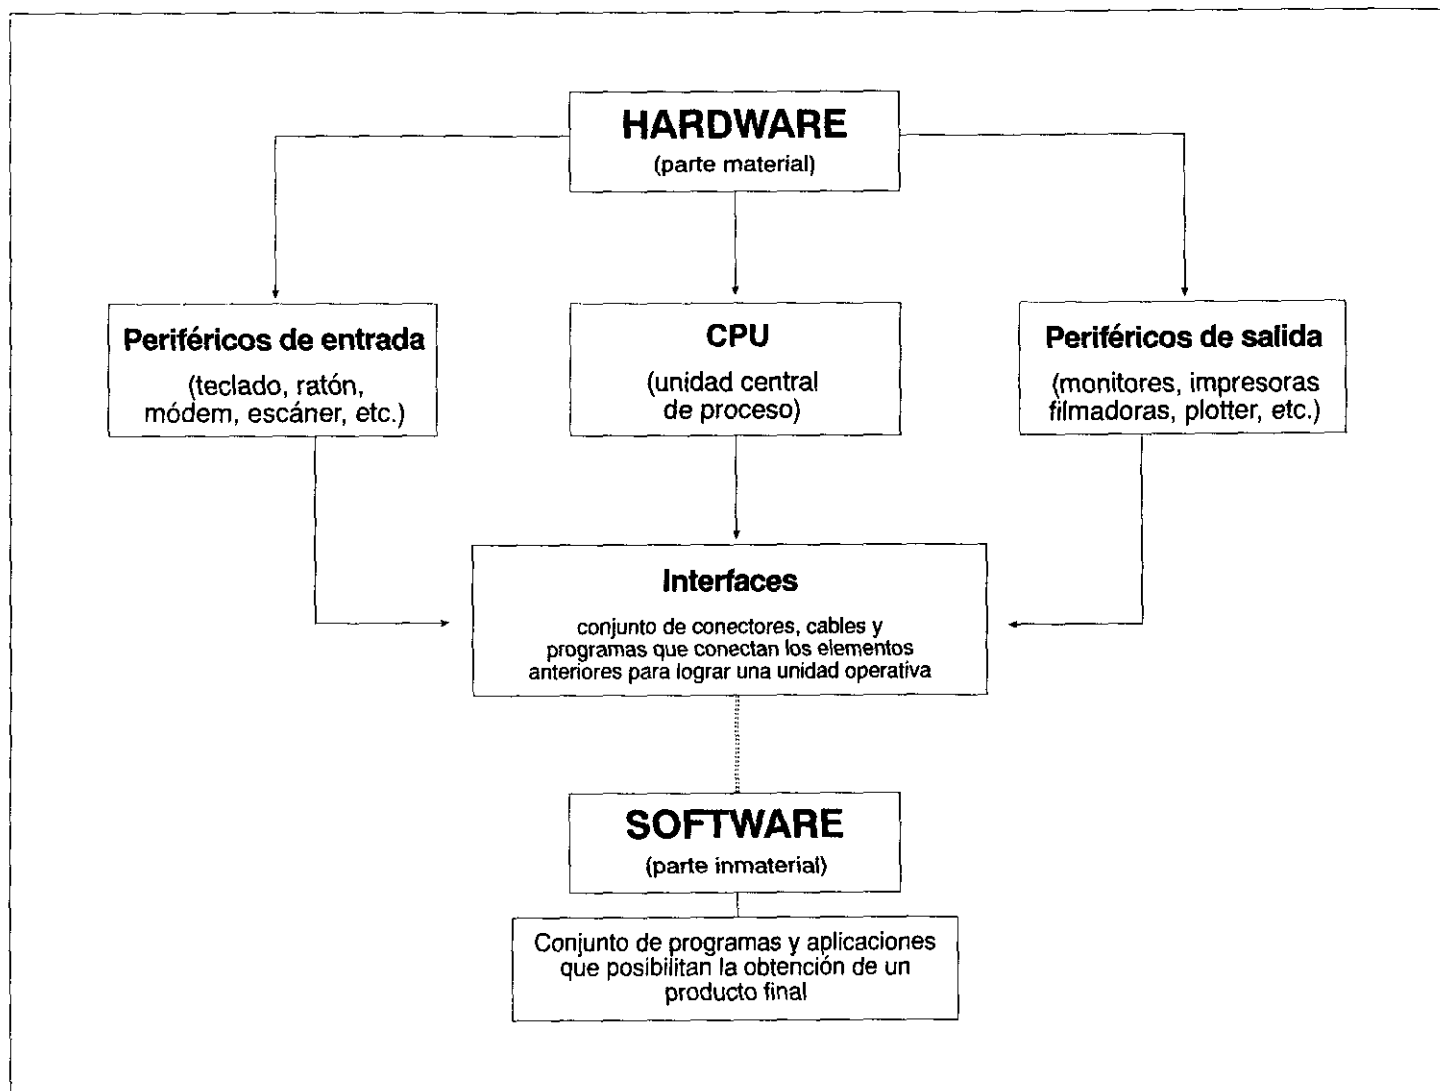 HARDWARE
(parte material)
Periféricos de entrada
(teclado, ratón,
módem, escáner, etc.)
CPU
(unidad central
de proceso)
Periféricos de salida
(monitores, impresoras
filmadoras, plotter, etc.)
Interfaces
conjunto de conectores, cables y
programas que conectan los elementos
anteriores para lograr una unidad operativa
SOFTWARE
(parte inmaterial)
Conjunto de programas y aplicaciones
que posibilitan la obtención de un
producto final